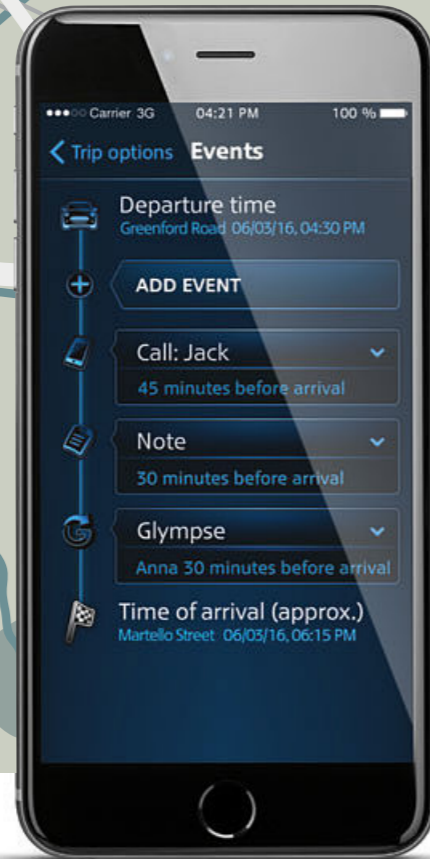 Carrier 3G 04:21 PM 100 %
Trip options Events
Departure time
Greenford Road 06/03/16, 04:30 PM
ADD EVENT
Call: Jack
45 minutes before arrival
Note
30 minutes before arrival
Glympse
Anna 30 minutes before arrival
Time of arrival (approx.)
Martello Street 06/03/16, 06:15 PM